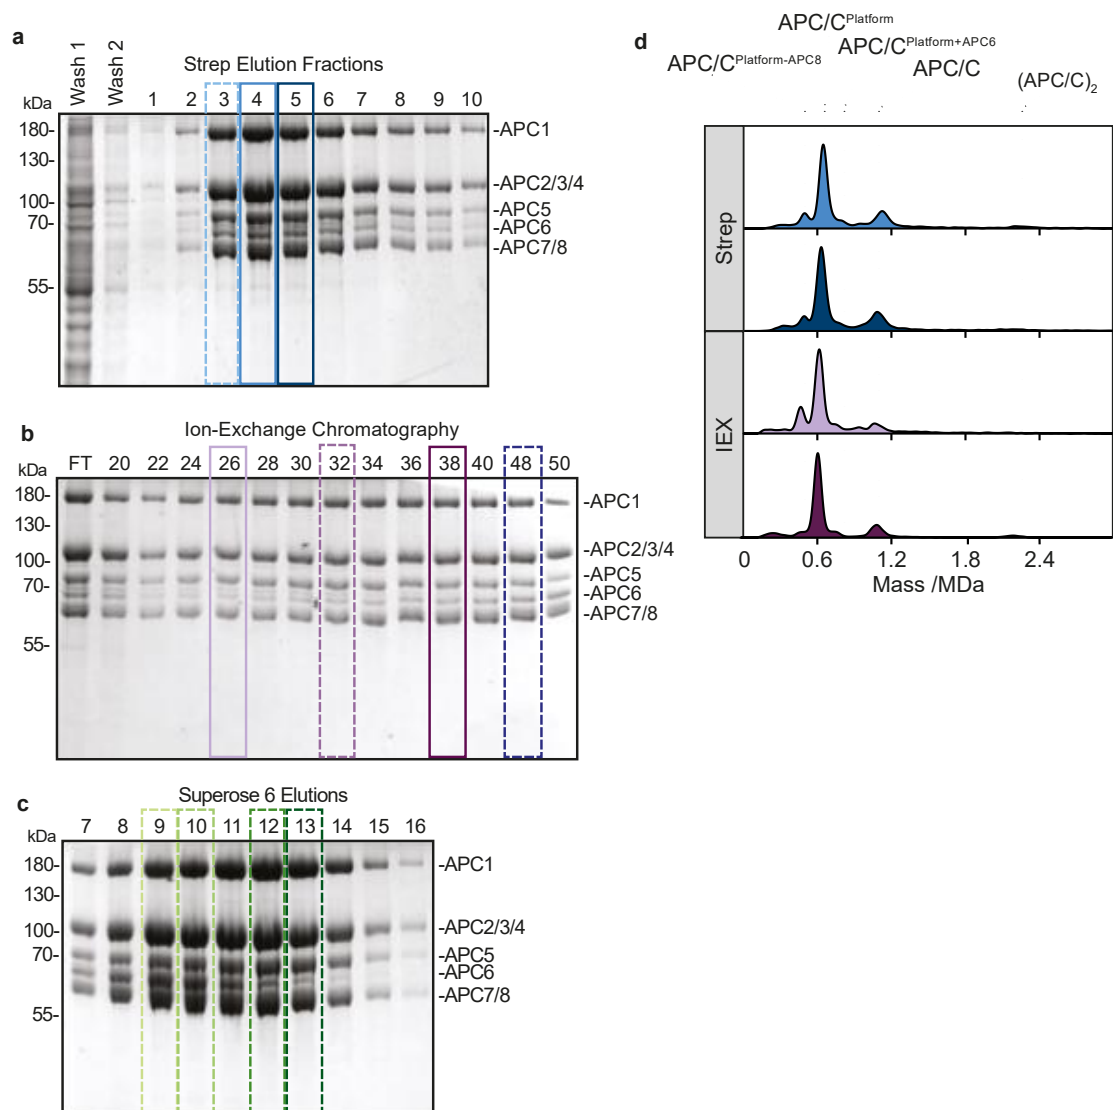 a
Wash 1
Wash 2
Strep Elution Fractions
kDa 1 2 3 4 5 6 7 8 9 10
180- -APC1
130-
100- -APC2/3/4
70- -APC5
-APC6
-APC7/8
55-
b
Ion-Exchange Chromatography
kDa FT 20 22 24 26 28 30 32 34 36 38 40 48 50
180- -APC1
130-
100- -APC2/3/4
70- -APC5
-APC6
-APC7/8
55-
c
Superose 6 Elutions
kDa 7 8 9 10 11 12 13 14 15 16
180- -APC1
130-
100- -APC2/3/4
70- -APC5
-APC6
-APC7/8
55-
d
APC/C^Platform
APC/C^Platform+APC6
APC/C^Platform-APC8
APC/C
(APC/C)₂
Strep
IEX
0 0.6 1.2 1.8 2.4
Mass /MDa